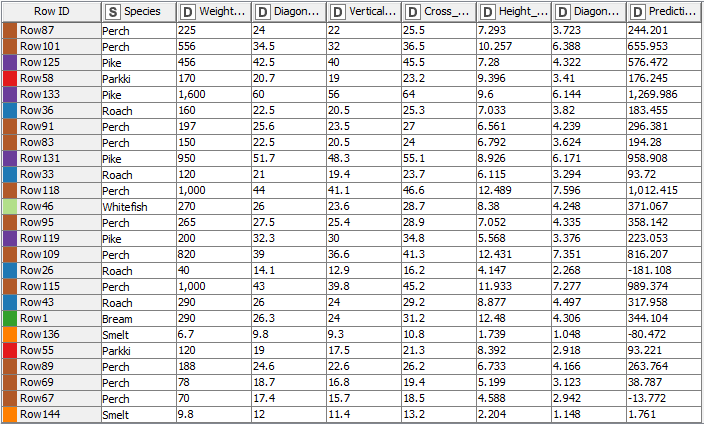 Row ID S Species D Weight... D Diagon... D Vertical... D Cross_... D Height_... D Diagon... D Predicti...
Row87 Perch 225 24 22 25.5 7.293 3.723 244.201
Row101 Perch 556 34.5 32 36.5 10.257 6.388 655.953
Row125 Pike 456 42.5 40 45.5 7.28 4.322 576.472
Row58 Parkki 170 20.7 19 23.2 9.396 3.41 176.245
Row133 Pike 1,600 60 56 64 9.6 6.144 1,269.986
Row36 Roach 160 22.5 20.5 25.3 7.033 3.82 183.455
Row91 Perch 197 25.6 23.5 27 6.561 4.239 296.381
Row83 Perch 150 22.5 20.5 24 6.792 3.624 194.28
Row131 Pike 950 51.7 48.3 55.1 8.926 6.171 958.908
Row33 Roach 120 21 19.4 23.7 6.115 3.294 93.72
Row118 Perch 1,000 44 41.1 46.6 12.489 7.596 1,012.415
Row46 Whitefish 270 26 23.6 28.7 8.38 4.248 371.067
Row95 Perch 265 27.5 25.4 28.9 7.052 4.335 358.142
Row119 Pike 200 32.3 30 34.8 5.568 3.376 223.053
Row109 Perch 820 39 36.6 41.3 12.431 7.351 816.207
Row26 Roach 40 14.1 12.9 16.2 4.147 2.268 -181.108
Row115 Perch 1,000 43 39.8 45.2 11.933 7.277 989.374
Row43 Roach 290 26 24 29.2 8.877 4.497 317.958
Row1 Bream 290 26.3 24 31.2 12.48 4.306 344.104
Row136 Smelt 6.7 9.8 9.3 10.8 1.739 1.048 -80.472
Row55 Parkki 120 19 17.5 21.3 8.392 2.918 93.221
Row89 Perch 188 24.6 22.6 26.2 6.733 4.166 263.764
Row69 Perch 78 18.7 16.8 19.4 5.199 3.123 38.787
Row67 Perch 70 17.4 15.7 18.5 4.588 2.942 -13.772
Row144 Smelt 9.8 12 11.4 13.2 2.204 1.148 1.761